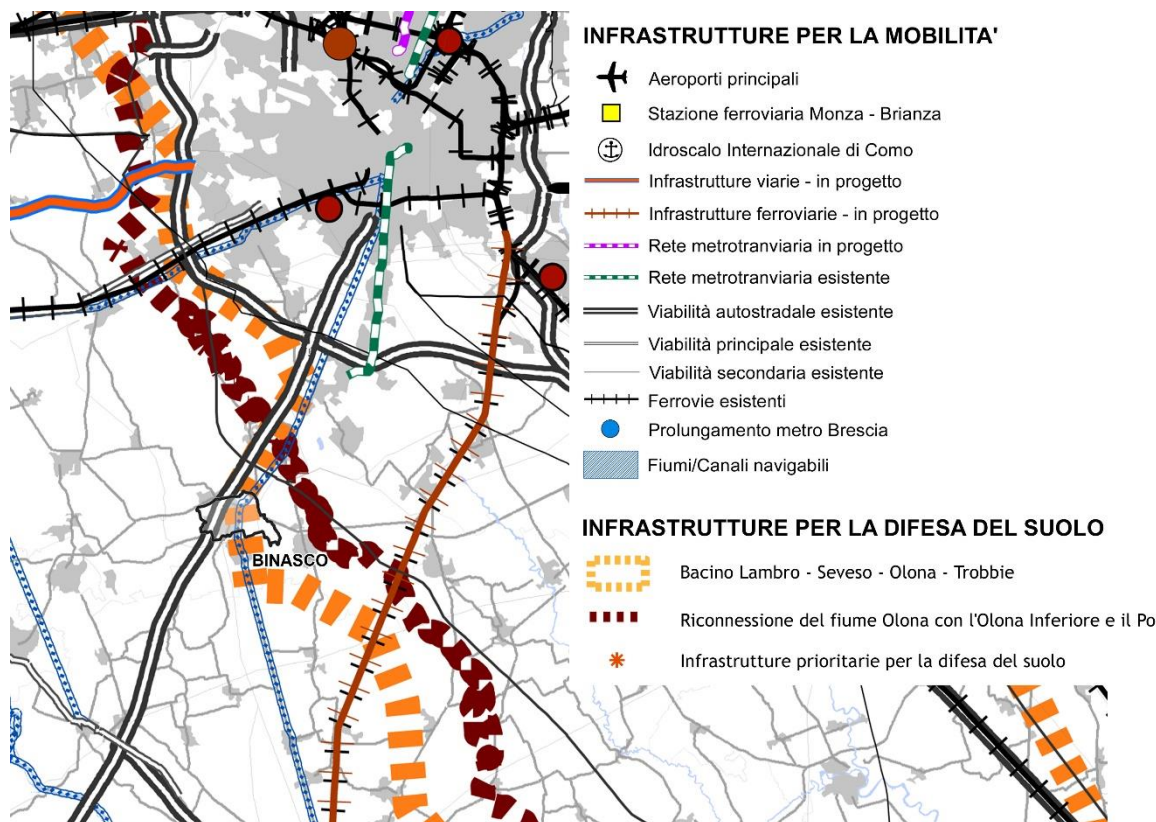 INFRASTRUTTURE PER LA MOBILITA'
Aeroporti principali
Stazione ferroviaria Monza - Brianza
Idroscalo Internazionale di Como
Infrastrutture viarie - in progetto
Infrastrutture ferroviarie - in progetto
Rete metrotranviaria in progetto
Rete metrotranviaria esistente
Viabilità autostradale esistente
Viabilità principale esistente
Viabilità secondaria esistente
Ferrovie esistenti
Prolungamento metro Brescia
Fiumi/Canali navigabili
INFRASTRUTTURE PER LA DIFESA DEL SUOLO
Bacino Lambro - Seveso - Olona - Trobbie
Riconnessione del fiume Olona con l'Olona Inferiore e il Po
Infrastrutture prioritarie per la difesa del suolo
BINASCO